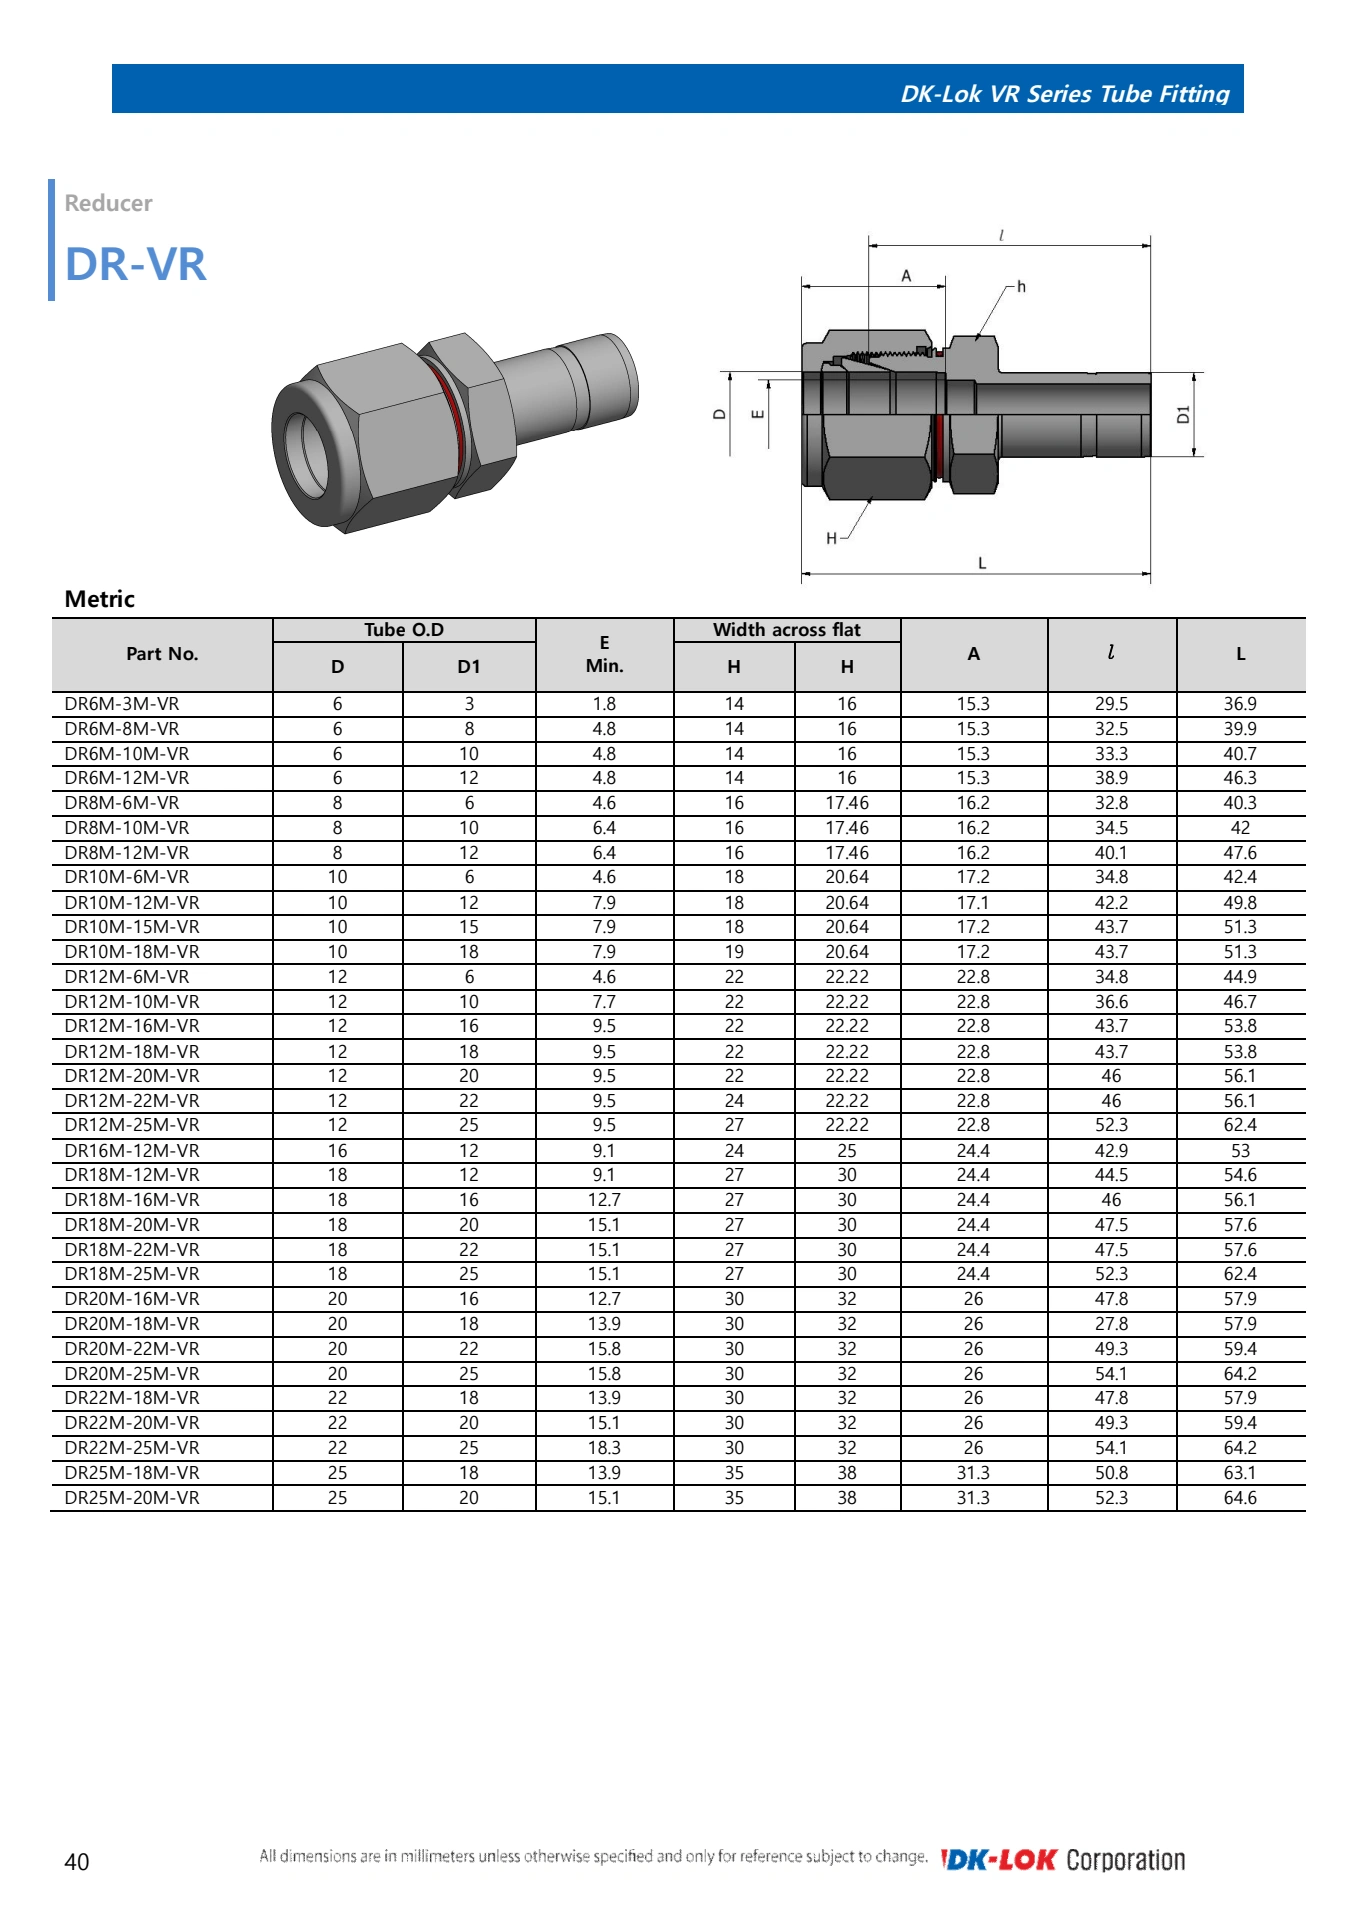 DK-Lok VR Series Tube Fitting
Reducer
DR-VR
l
A
h
D
E
D1
H
L
Metric
Part No. Tube O.D E Min. Width across flat A l L
D D1 H H
DR6M-3M-VR 6 3 1.8 14 16 15.3 29.5 36.9
DR6M-8M-VR 6 8 4.8 14 16 15.3 32.5 39.9
DR6M-10M-VR 6 10 4.8 14 16 15.3 33.3 40.7
DR6M-12M-VR 6 12 4.8 14 16 15.3 38.9 46.3
DR8M-6M-VR 8 6 4.6 16 17.46 16.2 32.8 40.3
DR8M-10M-VR 8 10 6.4 16 17.46 16.2 34.5 42
DR8M-12M-VR 8 12 6.4 16 17.46 16.2 40.1 47.6
DR10M-6M-VR 10 6 4.6 18 20.64 17.2 34.8 42.4
DR10M-12M-VR 10 12 7.9 18 20.64 17.1 42.2 49.8
DR10M-15M-VR 10 15 7.9 18 20.64 17.2 43.7 51.3
DR10M-18M-VR 10 18 7.9 19 20.64 17.2 43.7 51.3
DR12M-6M-VR 12 6 4.6 22 22.22 22.8 34.8 44.9
DR12M-10M-VR 12 10 7.7 22 22.22 22.8 36.6 46.7
DR12M-16M-VR 12 16 9.5 22 22.22 22.8 43.7 53.8
DR12M-18M-VR 12 18 9.5 22 22.22 22.8 43.7 53.8
DR12M-20M-VR 12 20 9.5 22 22.22 22.8 46 56.1
DR12M-22M-VR 12 22 9.5 24 22.22 22.8 46 56.1
DR12M-25M-VR 12 25 9.5 27 22.22 22.8 52.3 62.4
DR16M-12M-VR 16 12 9.1 24 25 24.4 42.9 53
DR18M-12M-VR 18 12 9.1 27 30 24.4 44.5 54.6
DR18M-16M-VR 18 16 12.7 27 30 24.4 46 56.1
DR18M-20M-VR 18 20 15.1 27 30 24.4 47.5 57.6
DR18M-22M-VR 18 22 15.1 27 30 24.4 47.5 57.6
DR18M-25M-VR 18 25 15.1 27 30 24.4 52.3 62.4
DR20M-16M-VR 20 16 12.7 30 32 26 47.8 57.9
DR20M-18M-VR 20 18 13.9 30 32 26 27.8 57.9
DR20M-22M-VR 20 22 15.8 30 32 26 49.3 59.4
DR20M-25M-VR 20 25 15.8 30 32 26 54.1 64.2
DR22M-18M-VR 22 18 13.9 30 32 26 47.8 57.9
DR22M-20M-VR 22 20 15.1 30 32 26 49.3 59.4
DR22M-25M-VR 22 25 18.3 30 32 26 54.1 64.2
DR25M-18M-VR 25 18 13.9 35 38 31.3 50.8 63.1
DR25M-20M-VR 25 20 15.1 35 38 31.3 52.3 64.6
40
All dimensions are in millimeters unless otherwise specified and only for reference subject to change.
DK-LOK Corporation